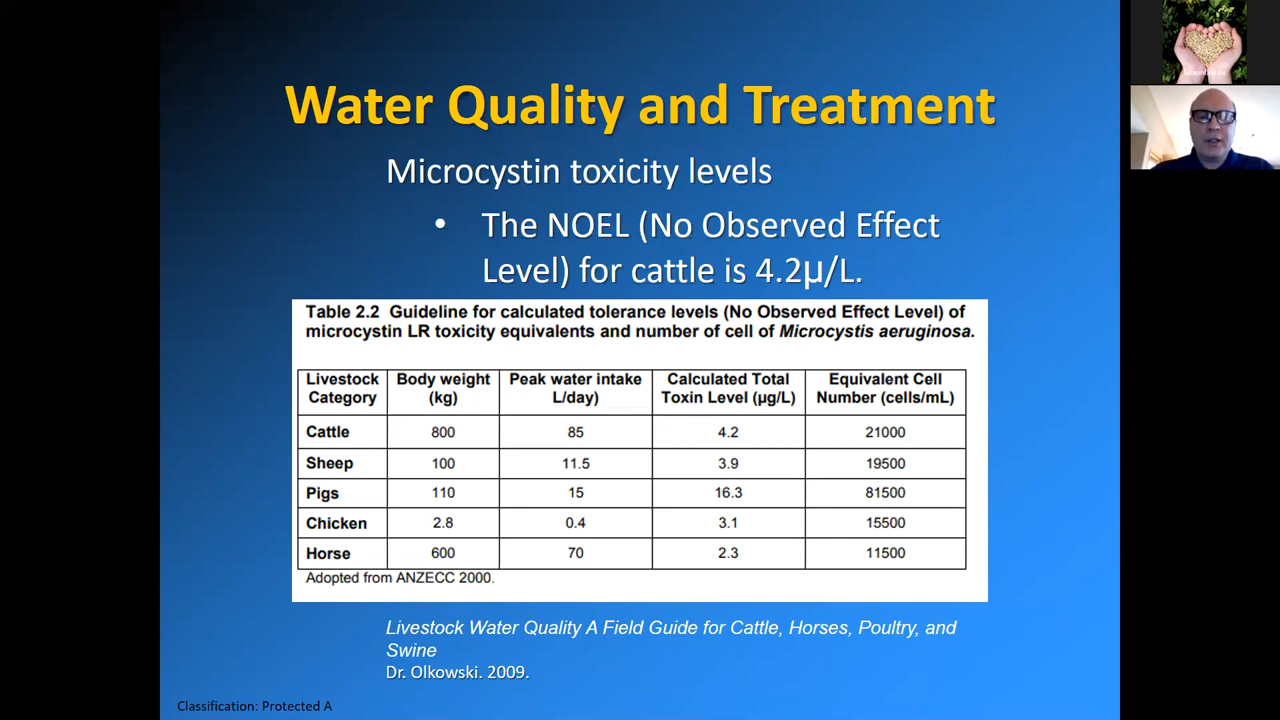 Water Quality and Treatment
Microcystin toxicity levels
• The NOEL (No Observed Effect
Level) for cattle is 4.2µ/L.
Table 2.2 Guideline for calculated tolerance levels (No Observed Effect Level) of
microcystin LR toxicity equivalents and number of cell of Microcystis aeruginosa.
Livestock Category Body weight (kg) Peak water intake L/day) Calculated Total Toxin Level (µg/L) Equivalent Cell Number (cells/mL)
Cattle 800 85 4.2 21000
Sheep 100 11.5 3.9 19500
Pigs 110 15 16.3 81500
Chicken 2.8 0.4 3.1 15500
Horse 600 70 2.3 11500
Adopted from ANZECC 2000.
Livestock Water Quality A Field Guide for Cattle, Horses, Poultry, and
Swine
Dr. Olkowski. 2009.
Classification: Protected A